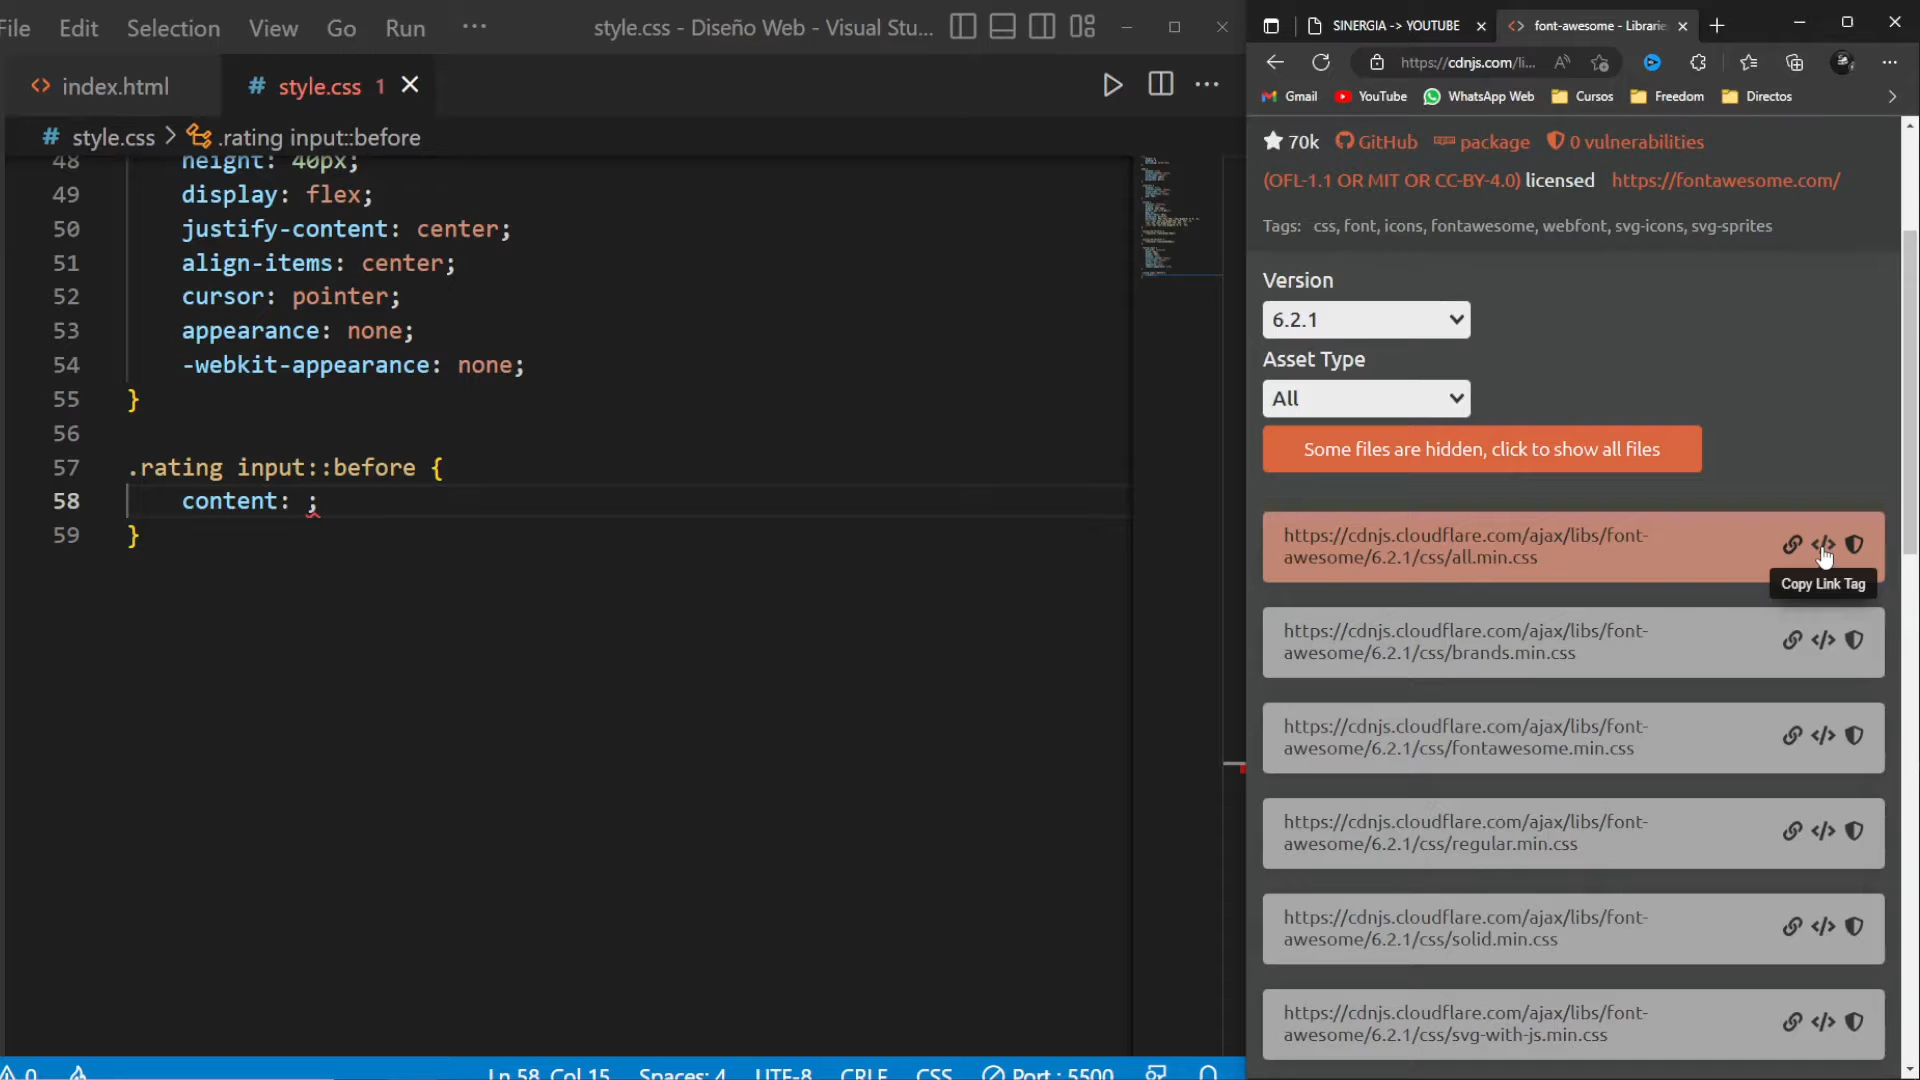 File Edit Selection View Go Run ··· style.css - Diseño Web - Visual Stu...
index.html
# style.css 1
# style.css > .rating input::before
48 height: 40px;
49 display: flex;
50 justify-content: center;
51 align-items: center;
52 cursor: pointer;
53 appearance: none;
54 -webkit-appearance: none;
55 }
56
57 .rating input::before {
58 content: ;
59 }
0
Ln 58, Col 15 Spaces: 4 UTF-8 CRLF CSS Port : 5500
SINERGIA -> YOUTUBE
font-awesome - Librarie
https://cdnjs.com/li...
Gmail YouTube WhatsApp Web Cursos Freedom Directos
70k GitHub package 0 vulnerabilities
(OFL-1.1 OR MIT OR CC-BY-4.0) licensed https://fontawesome.com/
Tags: css, font, icons, fontawesome, webfont, svg-icons, svg-sprites
Version
6.2.1
Asset Type
All
Some files are hidden, click to show all files
https://cdnjs.cloudflare.com/ajax/libs/font-
awesome/6.2.1/css/all.min.css
Copy Link Tag
https://cdnjs.cloudflare.com/ajax/libs/font-
awesome/6.2.1/css/brands.min.css
https://cdnjs.cloudflare.com/ajax/libs/font-
awesome/6.2.1/css/fontawesome.min.css
https://cdnjs.cloudflare.com/ajax/libs/font-
awesome/6.2.1/css/regular.min.css
https://cdnjs.cloudflare.com/ajax/libs/font-
awesome/6.2.1/css/solid.min.css
https://cdnjs.cloudflare.com/ajax/libs/font-
awesome/6.2.1/css/svg-with-js.min.css